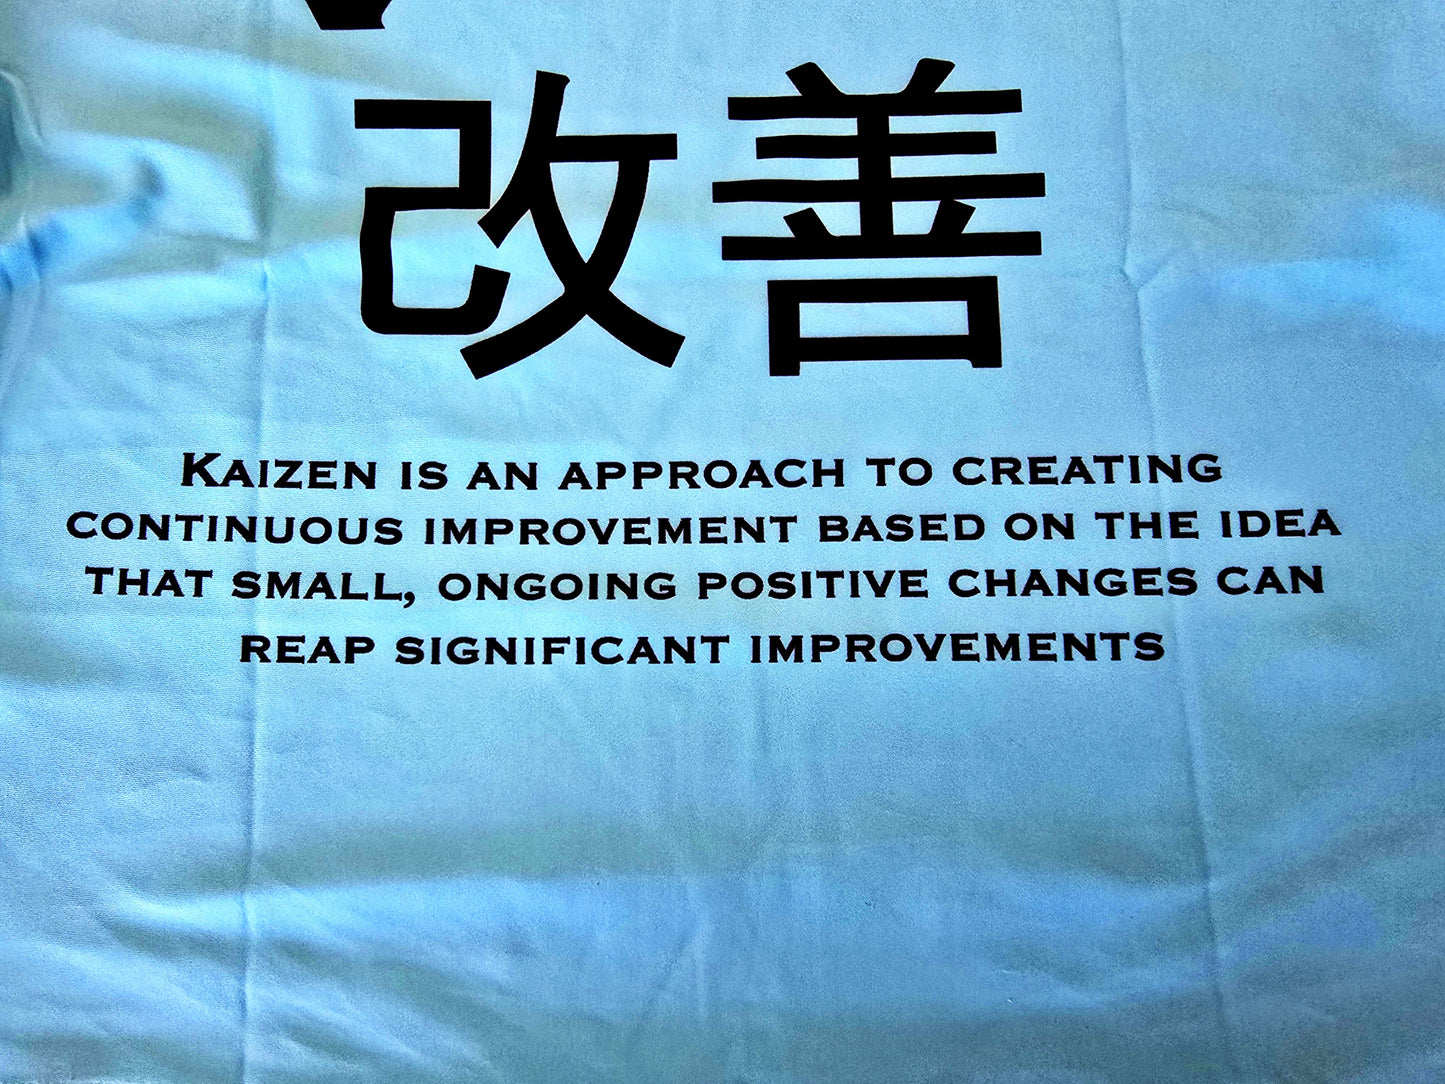 改善
Kaizen is an approach to creating
continuous improvement based on the idea
that small, ongoing positive changes can
reap significant improvements